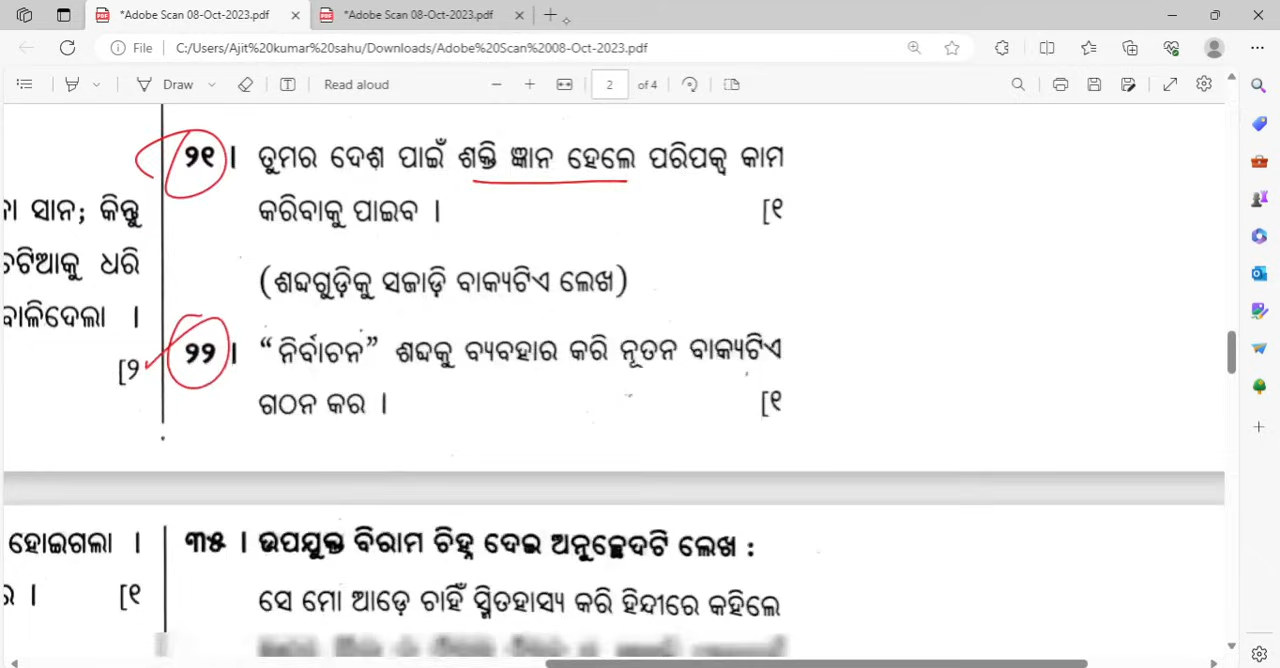 *Adobe Scan 08-Oct-2023.pdf
*Adobe Scan 08-Oct-2023.pdf
File
C:/Users/Ajit%20kumar%20sahu/Downloads/Adobe%20Scan%2008-Oct-2023.pdf
Draw
Read aloud
2 of 4
ସାନ; କିନ୍ତୁ
ଧରି
ବାଳିଦେଲା ।
[୨
୨୧ । ତୁମର ଦେଶ ପାଇଁ ଶକ୍ତି ଜ୍ଞାନ ହେଲେ ପରିପକ୍ୱ କାମ
କରିବାକୁ ପାଇବ । [୧
(ଶବ୍ଦଗୁଡ଼ିକୁ ସଜାଡ଼ି ବାକ୍ୟଟିଏ ଲେଖ)
୨୨ । “ନିର୍ବାଚନ” ଶବ୍ଦକୁ ବ୍ୟବହାର କରି ନୂତନ ବାକ୍ୟଟିଏ
ଗଠନ କର । [୧
ହୋଇଗଲା ।
। [୧
୩୫ । ଉପଯୁକ୍ତ ବିରାମ ଚିହ୍ନ ଦେଇ ଅନୁଚ୍ଛେଦଟି ଲେଖ :
ସେ ମୋ ଆଡ଼େ ଚାହିଁ ସ୍ମିତହାସ୍ୟ କରି ହିନ୍ଦୀରେ କହିଲେ